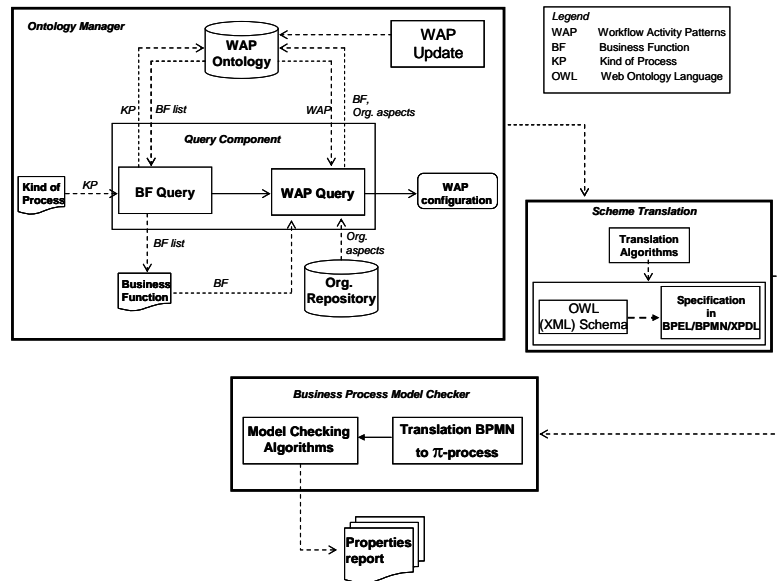 Ontology Manager
WAP
Ontology
WAP
Update
KP
BF list
WAP
BF,
Org. aspects
Query Component
Kind of
Process
KP
BF Query
WAP Query
WAP
configuration
BF list
Org.
aspects
Business
Function
BF
Org.
Repository
Legend
WAP Workflow Activity Patterns
BF Business Function
KP Kind of Process
OWL Web Ontology Language
Scheme Translation
Translation
Algorithms
OWL
(XML) Schema
Specification
in
BPEL/BPMN/XPDL
Business Process Model Checker
Model Checking
Algorithms
Translation BPMN
to π-process
Properties
report